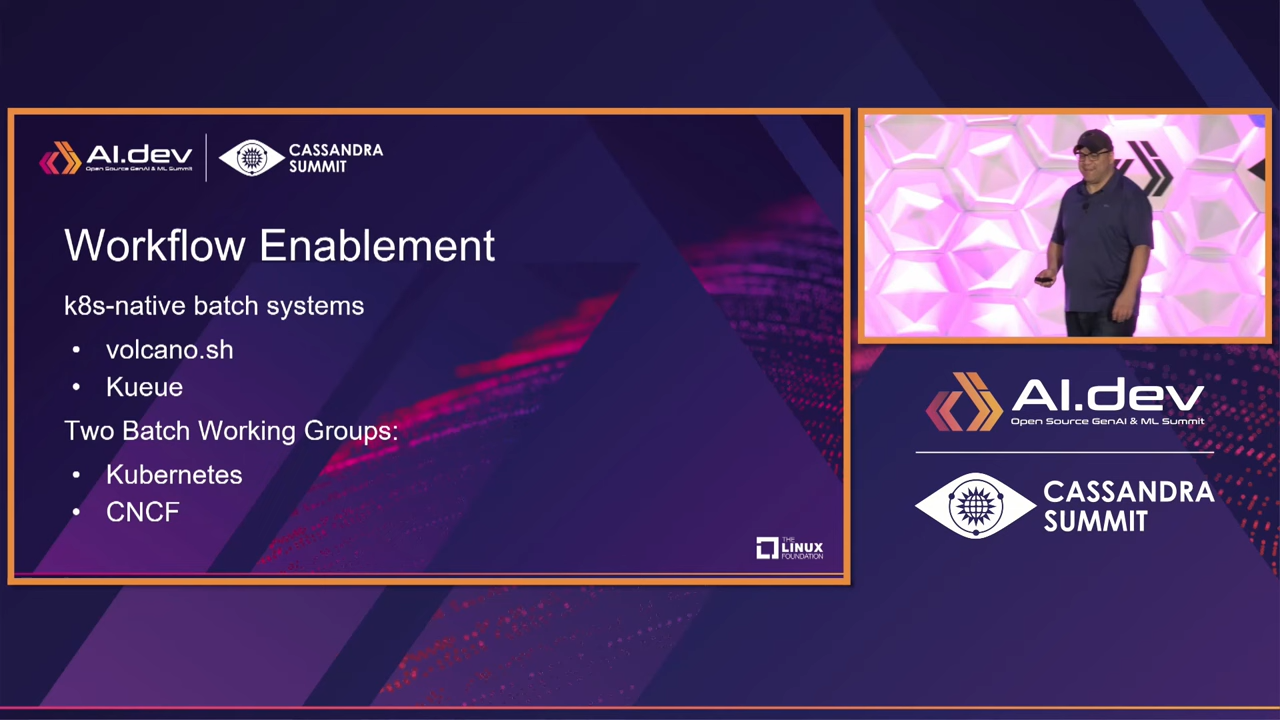 AI.dev
Open Source GenAI & ML Summit
CASSANDRA
SUMMIT
Workflow Enablement
k8s-native batch systems
• volcano.sh
• Kueue
Two Batch Working Groups:
• Kubernetes
• CNCF
THE
LINUX
FOUNDATION
AI.dev
Open Source GenAI & ML Summit
CASSANDRA
SUMMIT